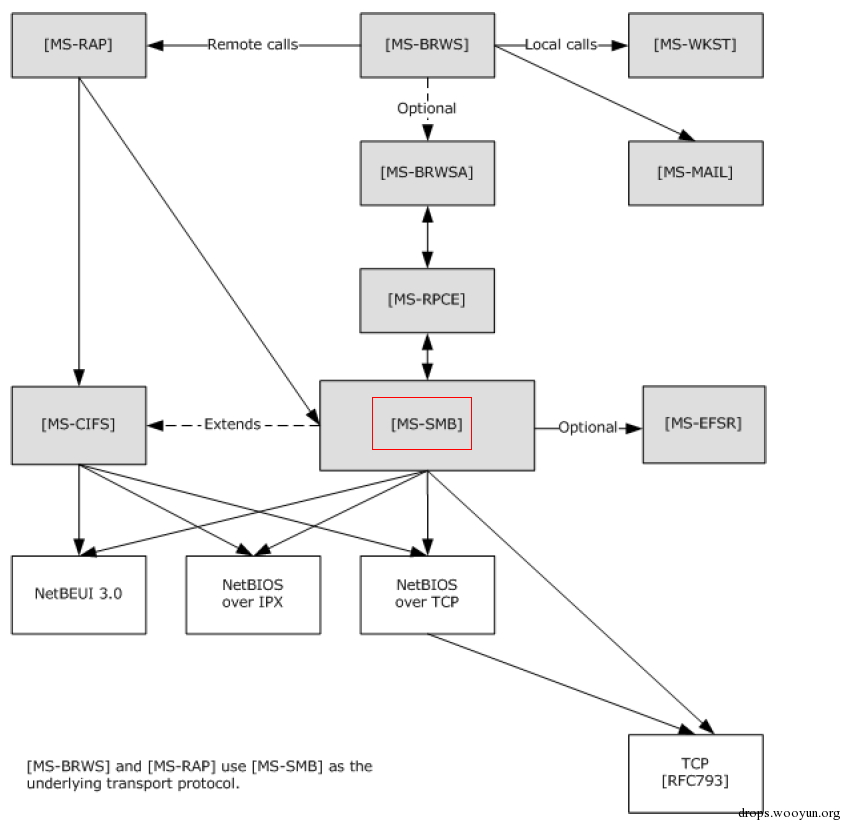 [MS-RAP]
Remote calls
[MS-BRWS]
Local calls
[MS-WKST]
Optional
[MS-BRWSA]
[MS-MAIL]
[MS-RPCE]
[MS-CIFS]
Extends
[MS-SMB]
Optional
[MS-EFSR]
NetBEUI 3.0
NetBIOS
over IPX
NetBIOS
over TCP
[MS-BRWS] and [MS-RAP] use [MS-SMB] as the
underlying transport protocol.
TCP
[RFC793]
drops.wooyun.org